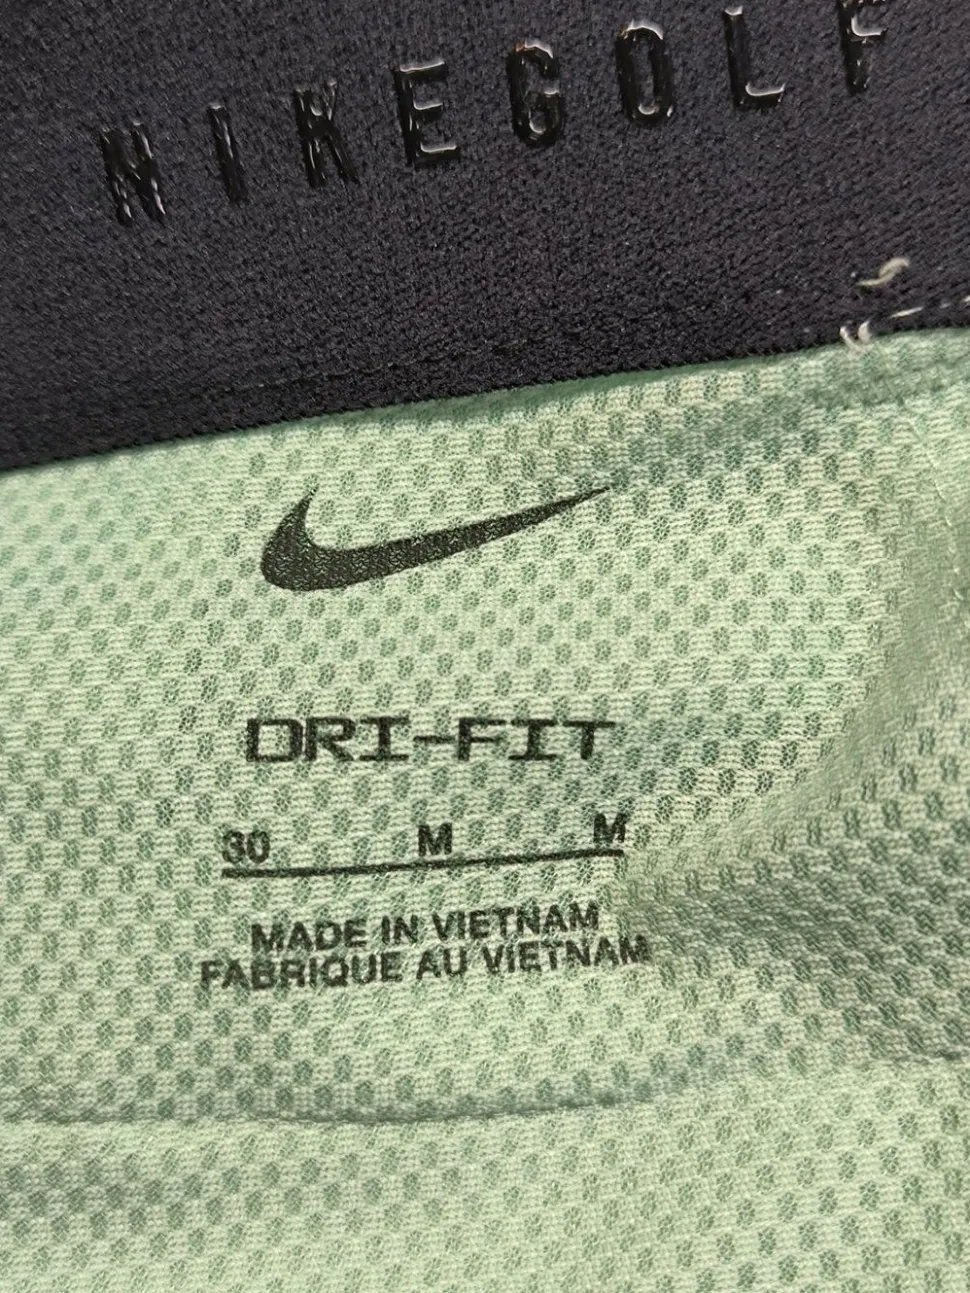 NIKEGOLF
DRI-FIT
30 M M
MADE IN VIETNAM
FABRIQUE AU VIETNAM